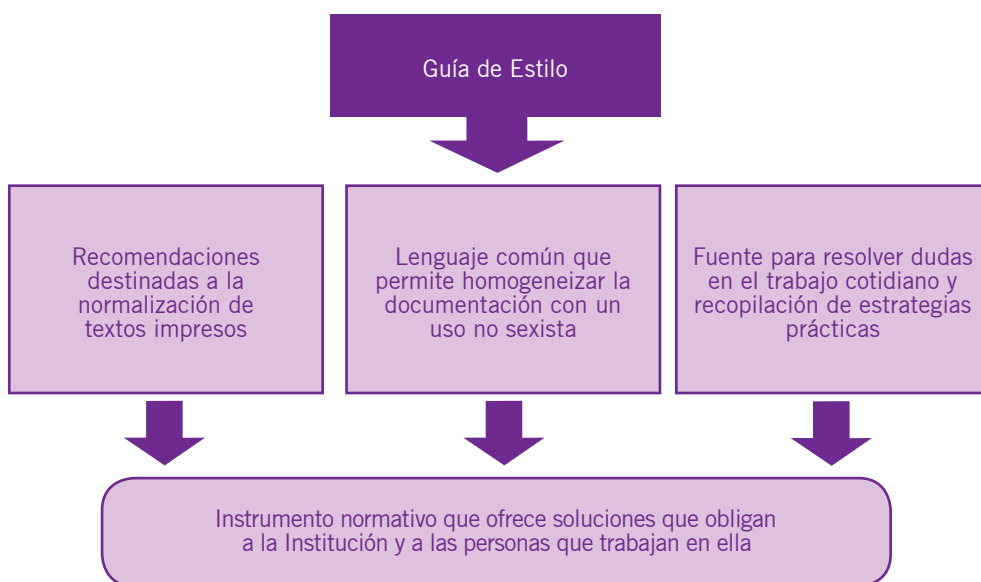 Guía de Estilo
Recomendaciones
destinadas a la
normalización de
textos impresos
Lenguaje común que
permite homogeneizar la
documentación con un
uso no sexista
Fuente para resolver dudas
en el trabajo cotidiano y
recopilación de estrategias
prácticas
Instrumento normativo que ofrece soluciones que obligan
a la Institución y a las personas que trabajan en ella